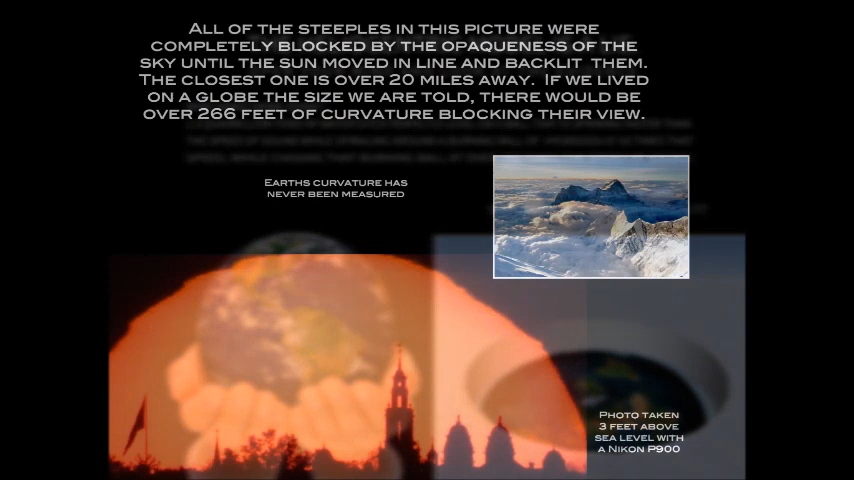 ALL OF THE STEEPLES IN THIS PICTURE WERE
COMPLETELY BLOCKED BY THE OPAQUENESS OF THE
SKY UNTIL THE SUN MOVED IN LINE AND BACKLIT THEM.
THE CLOSEST ONE IS OVER 20 MILES AWAY. IF WE LIVED
ON A GLOBE THE SIZE WE ARE TOLD, THERE WOULD BE
OVER 266 FEET OF CURVATURE BLOCKING THEIR VIEW.
EARTHS CURVATURE HAS
NEVER BEEN MEASURED
PHOTO TAKEN
3 FEET ABOVE
SEA LEVEL WITH
A NIKON P900